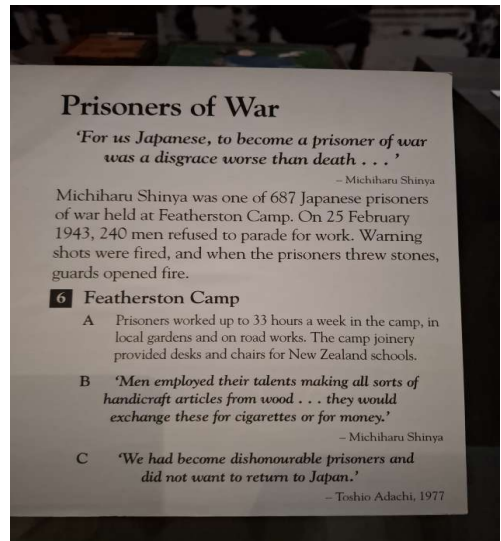 Prisoners of War
‘For us Japanese, to become a prisoner of war
was a disgrace worse than death . . . ’
– Michiharu Shinya
Michiharu Shinya was one of 687 Japanese prisoners
of war held at Featherston Camp. On 25 February
1943, 240 men refused to parade for work. Warning
shots were fired, and when the prisoners threw stones,
guards opened fire.
6 Featherston Camp
A Prisoners worked up to 33 hours a week in the camp, in
local gardens and on road works. The camp joinery
provided desks and chairs for New Zealand schools.
B ‘Men employed their talents making all sorts of
handicraft articles from wood . . . they would
exchange these for cigarettes or for money.’
– Michiharu Shinya
C ‘We had become dishonourable prisoners and
did not want to return to Japan.’
– Toshio Adachi, 1977